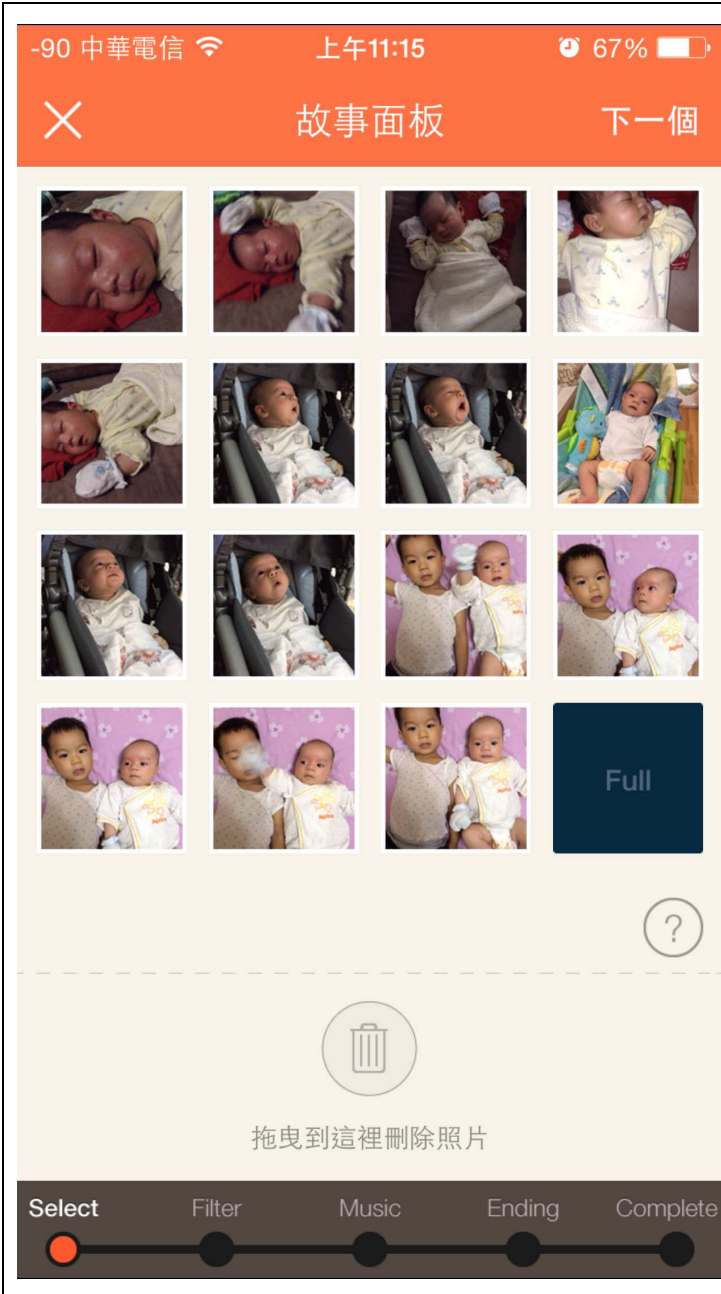 -90 中華電信 上午11:15 67%
故事面板 下一個
Full
?
拖曳到這裡刪除照片
Select Filter Music Ending Complete